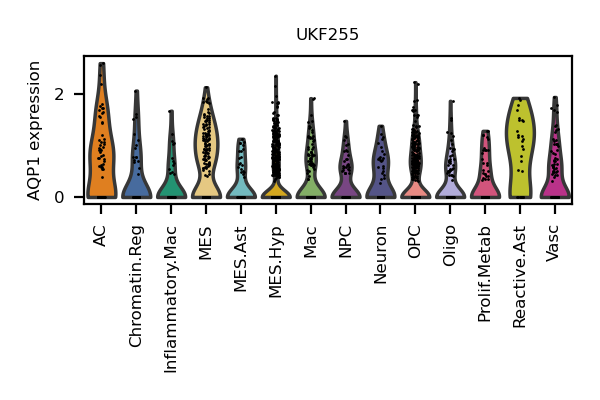 UKF255
AQP1 expression
2
0
AC
Chromatin.Reg
Inflammatory.Mac
MES
MES.Ast
MES.Hyp
Mac
NPC
Neuron
OPC
Oligo
Prolif.Metab
Reactive.Ast
Vasc